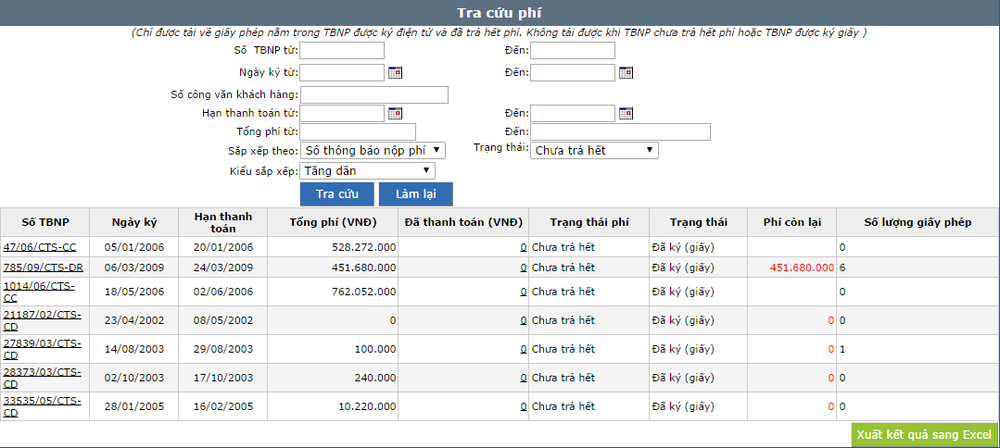 Tra cứu phí
(Chỉ được tải về giấy phép nằm trong TBNP được ký điện tử và đã trả hết phí. Không tải được khi TBNP chưa trả hết phí hoặc TBNP được ký giấy )
Số TBNP từ: Đến:
Ngày ký từ: Đến:
Số công văn khách hàng:
Hạn thanh toán từ: Đến:
Tổng phí từ: Đến:
Sắp xếp theo: Số thông báo nộp phí Trạng thái: Chưa trả hết
Kiểu sắp xếp: Tăng dần
Tra cứu Làm lại
Số TBNP Ngày ký Hạn thanh toán Tổng phí (VNĐ) Đã thanh toán (VNĐ) Trạng thái phí Trạng thái Phí còn lại Số lượng giấy phép
47/06/CTS-CC 05/01/2006 20/01/2006 528.272.000 0 Chưa trả hết Đã ký (giấy) 0
785/09/CTS-DR 06/03/2009 24/03/2009 451.680.000 0 Chưa trả hết Đã ký (giấy) 451.680.000 6
1014/06/CTS-CC 18/05/2006 02/06/2006 762.052.000 0 Chưa trả hết Đã ký (giấy) 0
21187/02/CTS-CD 23/04/2002 08/05/2002 0 0 Chưa trả hết Đã ký (giấy) 0 0
27839/03/CTS-CD 14/08/2003 29/08/2003 100.000 0 Chưa trả hết Đã ký (giấy) 0 1
28373/03/CTS-CD 02/10/2003 17/10/2003 240.000 0 Chưa trả hết Đã ký (giấy) 0 0
33535/05/CTS-CD 28/01/2005 16/02/2005 10.220.000 0 Chưa trả hết Đã ký (giấy) 0 0
Xuất kết quả sang Excel